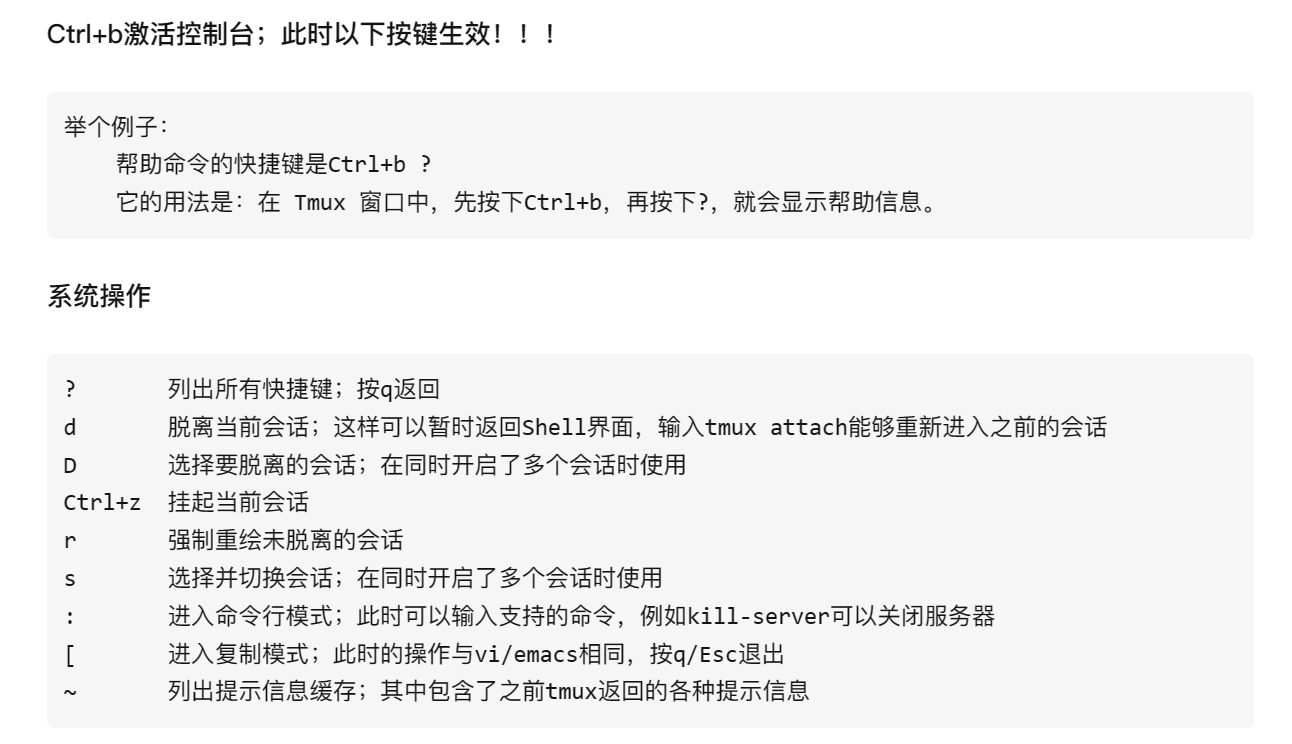 Ctrl+b激活控制台；此时以下按键生效！！！
举个例子：
帮助命令的快捷键是Ctrl+b ?
它的用法是：在 Tmux 窗口中，先按下Ctrl+b，再按下?，就会显示帮助信息。
系统操作
? 列出所有快捷键；按q返回
d 脱离当前会话；这样可以暂时返回Shell界面，输入tmux attach能够重新进入之前的会话
D 选择要脱离的会话；在同时开启了多个会话时使用
Ctrl+z 挂起当前会话
r 强制重绘未脱离的会话
s 选择并切换会话；在同时开启了多个会话时使用
: 进入命令行模式；此时可以输入支持的命令，例如kill-server可以关闭服务器
[ 进入复制模式；此时的操作与vi/emacs相同，按q/Esc退出
~ 列出提示信息缓存；其中包含了之前tmux返回的各种提示信息